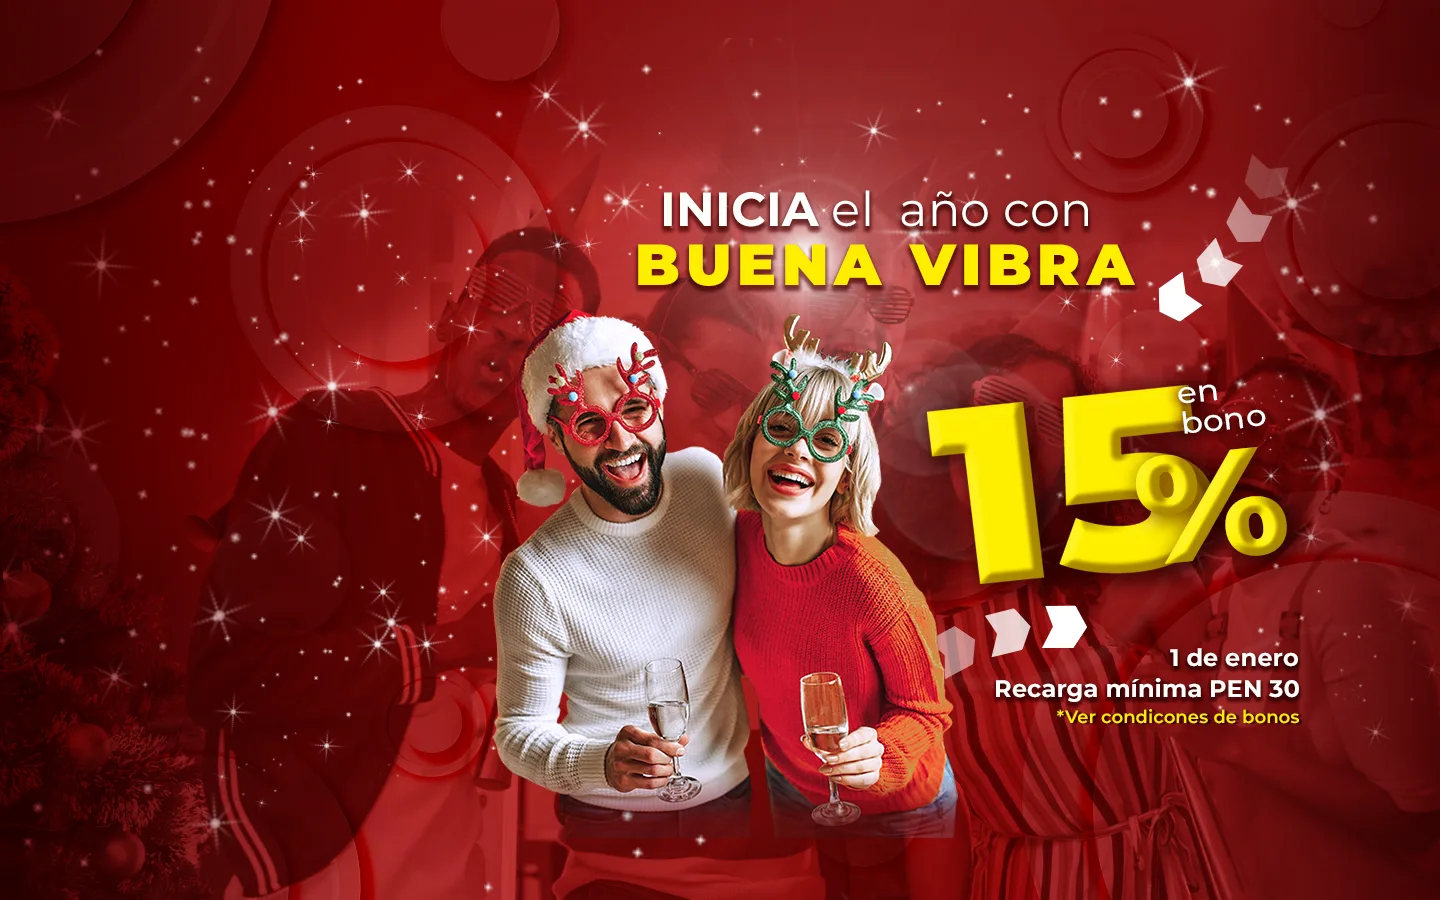 INICIA el año con
BUENA VIBRA
15%
en
bono
1 de enero
Recarga mínima PEN 30
*Ver condicones de bonos